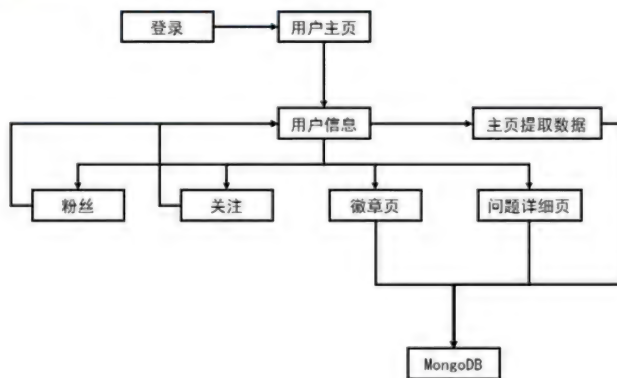 登录
用户主页
用户信息
主页提取数据
粉丝
关注
徽章页
问题详细页
MongoDB